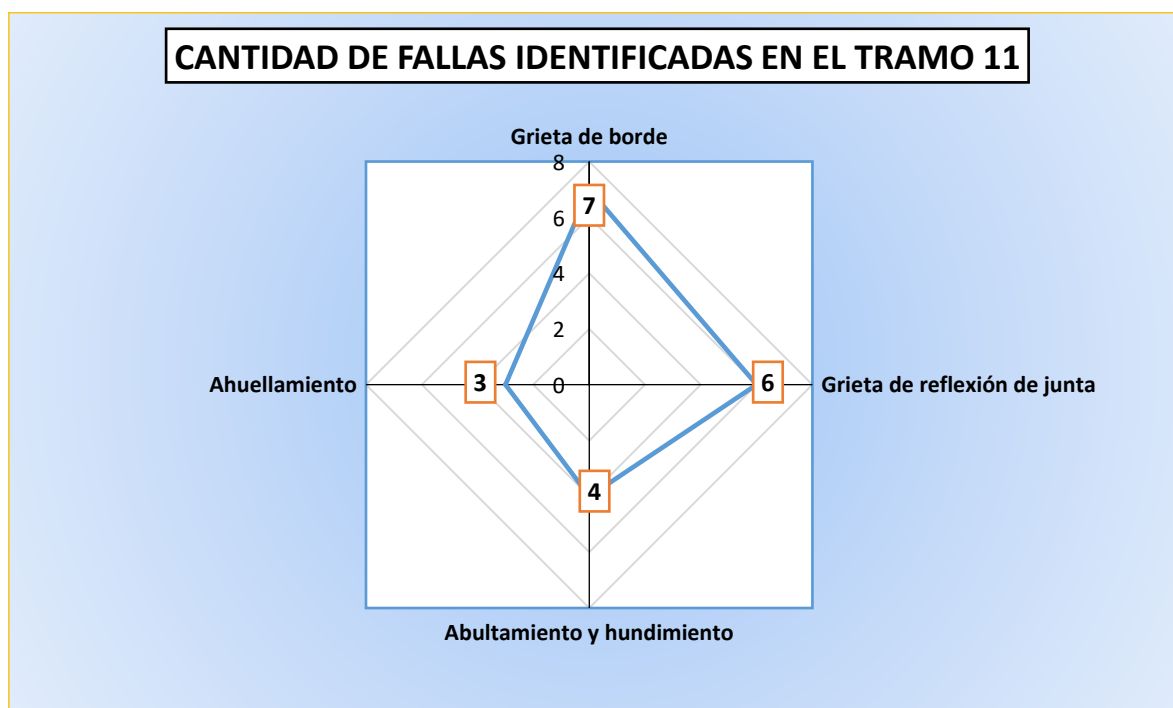 CANTIDAD DE FALLAS IDENTIFICADAS EN EL TRAMO 11
Grieta de borde
8
7
6
4
2
Ahuellamiento
3
0
6
Grieta de reflexión de junta
4
Abultamiento y hundimiento